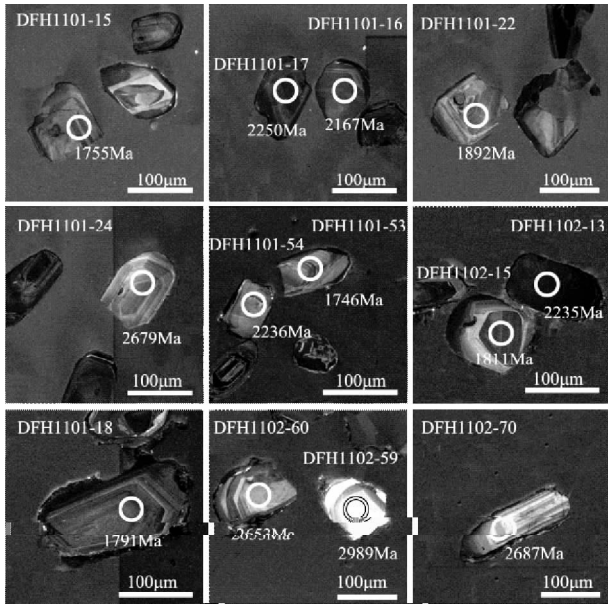 DFH1101-15
1755Ma
100μm
DFH1101-16
DFH1101-17
2250Ma
2167Ma
100μm
DFH1101-22
1892Ma
100μm
DFH1101-24
2679Ma
100μm
DFH1101-53
DFH1101-54
1746Ma
2236Ma
100μm
DFH1102-13
DFH1102-15
2235Ma
1811Ma
100μm
DFH1101-18
1791Ma
100μm
DFH1102-60
DFH1102-59
2989Ma
100μm
DFH1102-70
2687Ma
100μm